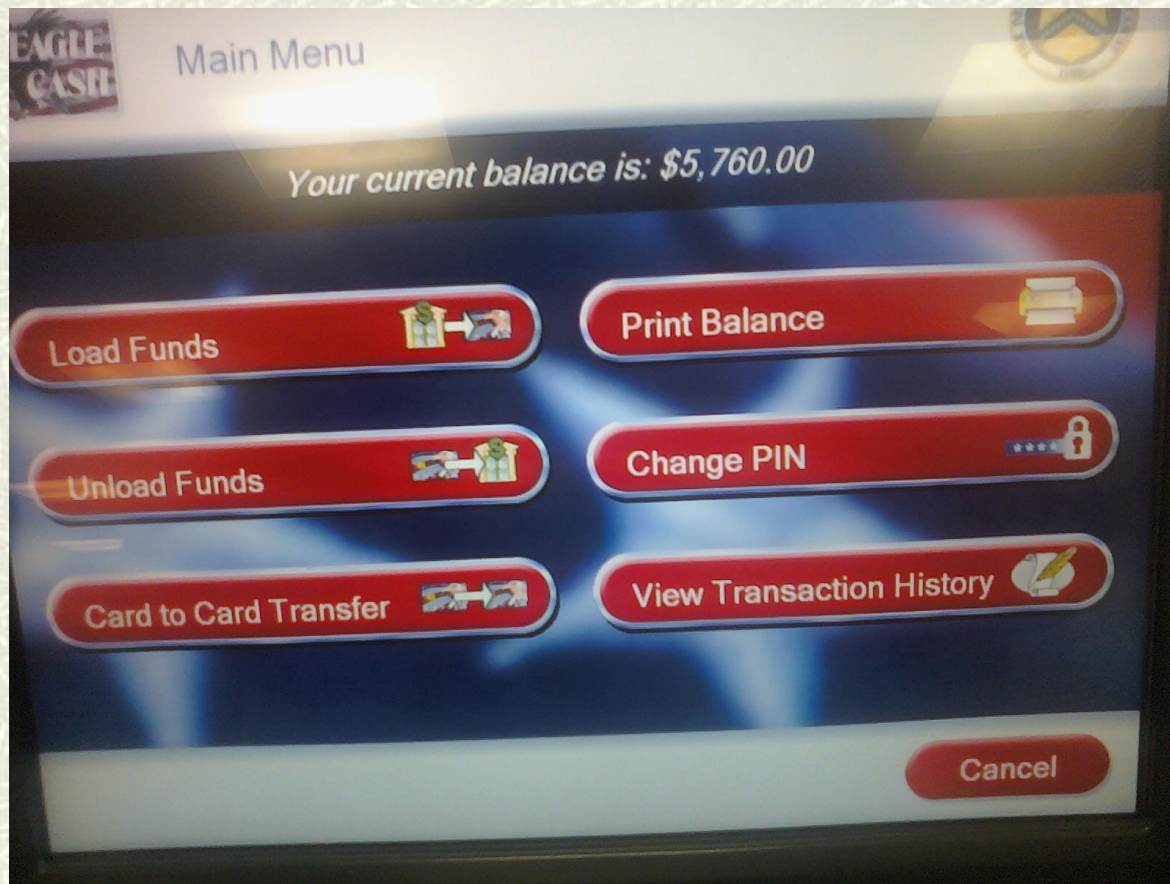 EAGLE
CASH
Main Menu
Your current balance is: $5,760.00
Load Funds
Print Balance
Unload Funds
Change PIN
Card to Card Transfer
View Transaction History
Cancel